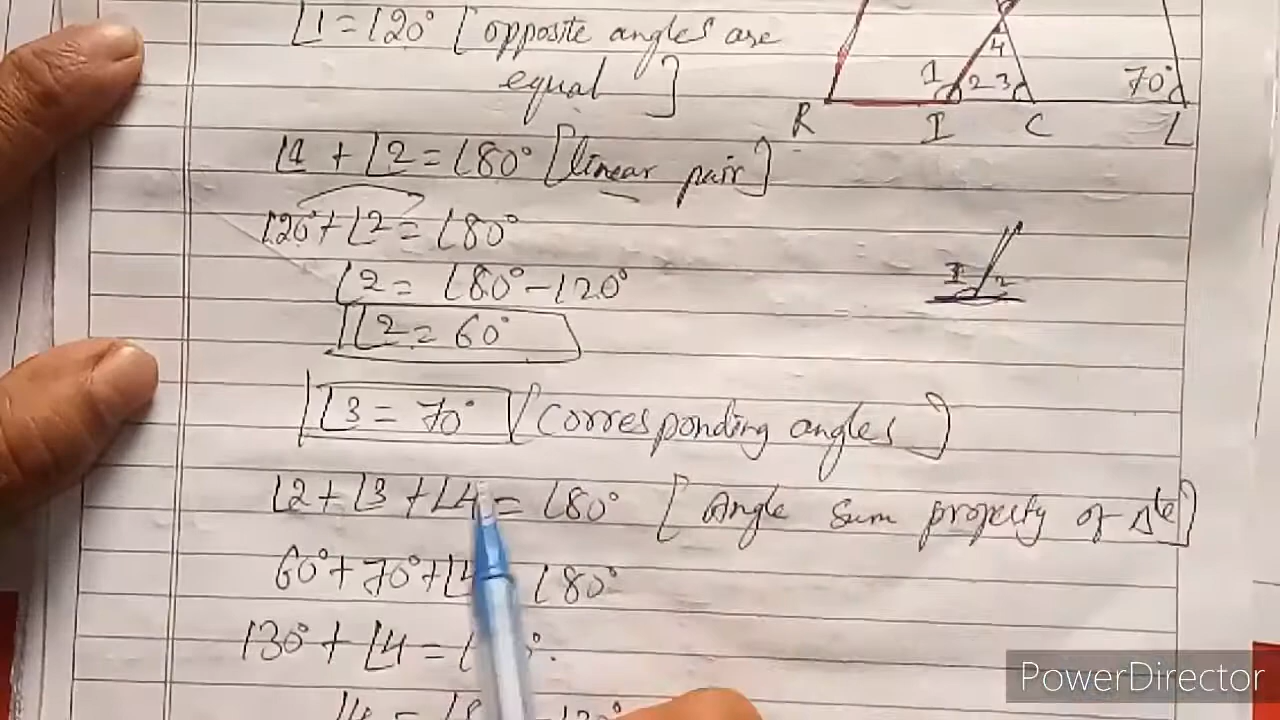 ∠1 = 120° [opposite angles are
equal]
4
1 2 3 70°
R I C L
∠1 + ∠2 = 180° [linear pair]
120° + ∠2 = 180°
∠2 = 180° - 120°
∠2 = 60°
1 2
∠3 = 70° [Corresponding angles]
∠2 + ∠3 + ∠4 = 180° [Angle sum property of Δle]
60° + 70° + ∠4 180°
130° + ∠4 =
∠4 =
PowerDirector